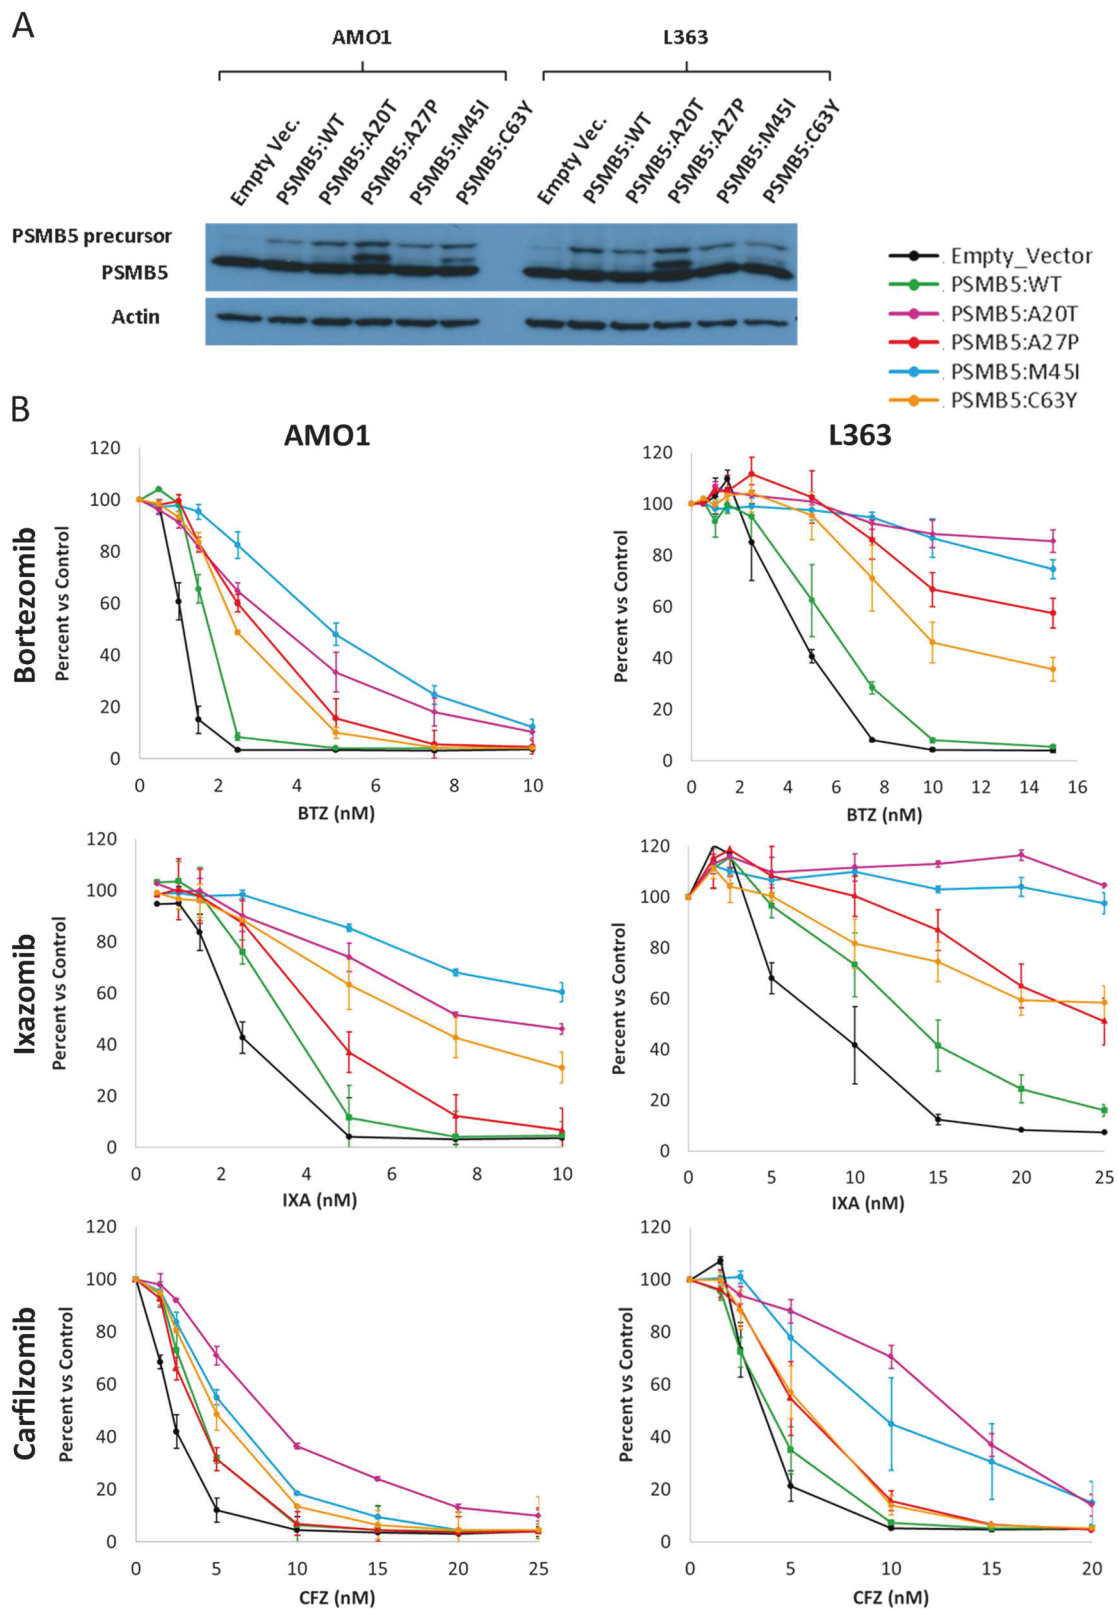 A
AMO1 L363
Empty Vec. PSMB5:WT PSMB5:A20T PSMB5:A27P PSMB5:M45I PSMB5:C63Y Empty Vec. PSMB5:WT PSMB5:A20T PSMB5:A27P PSMB5:M45I PSMB5:C63Y
PSMB5 precursor
PSMB5
Actin
Empty_Vector
PSMB5:WT
PSMB5:A20T
PSMB5:A27P
PSMB5:M45I
PSMB5:C63Y
B
AMO1 L363
Bortezomib
Percent vs Control
120
100
80
60
40
20
0
0 2 4 6 8 10
BTZ (nM)
Percent vs Control
120
100
80
60
40
20
0
0 2 4 6 8 10 12 14 16
BTZ (nM)
Ixazomib
Percent vs Control
120
100
80
60
40
20
0
0 2 4 6 8 10
IXA (nM)
Percent vs Control
120
100
80
60
40
20
0
0 5 10 15 20 25
IXA (nM)
Carfilzomib
Percent vs Control
120
100
80
60
40
20
0
0 5 10 15 20 25
CFZ (nM)
Percent vs Control
120
100
80
60
40
20
0
0 5 10 15 20
CFZ (nM)